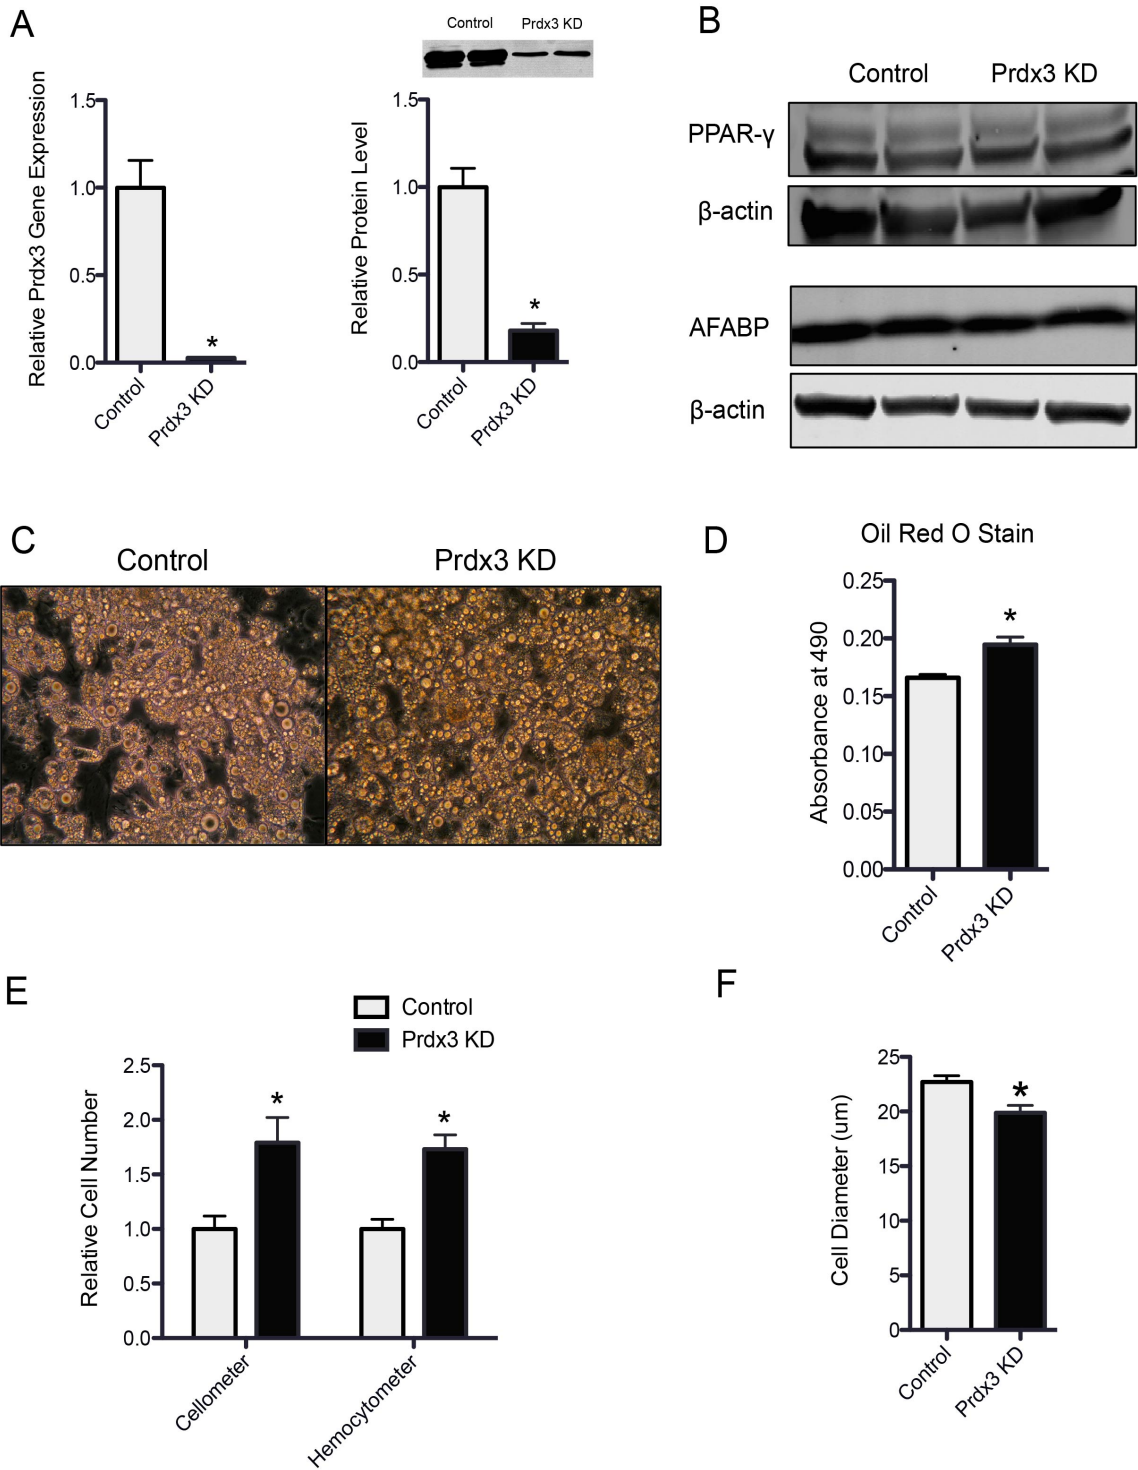 A
Control Prdx3 KD
Relative Prdx3 Gene Expression
1.5
1.0
0.5
0.0
*
Control
Prdx3 KD
Relative Protein Level
1.5
1.0
0.5
0.0
*
Control
Prdx3 KD
B
Control Prdx3 KD
PPAR-γ
β-actin
AFABP
β-actin
C
Control Prdx3 KD
D
Oil Red O Stain
Absorbance at 490
0.25
0.20
0.15
0.10
0.05
0.00
*
Control
Prdx3 KD
E
Control
Prdx3 KD
Relative Cell Number
2.5
2.0
1.5
1.0
0.5
0.0
*
*
Cellometer
Hemocytometer
F
Cell Diameter (um)
25
20
15
10
5
0
*
Control
Prdx3 KD